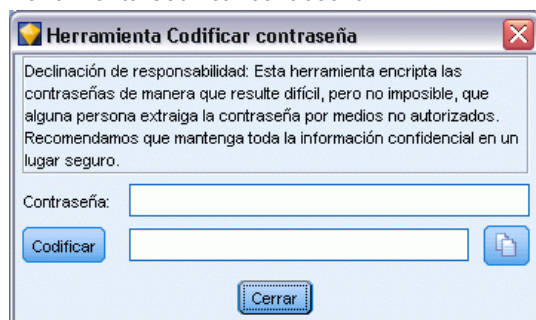 Herramienta Codificar contraseña
Declinación de responsabilidad: Esta herramienta encripta las
contraseñas de manera que resulte difícil, pero no imposible, que
alguna persona extraiga la contraseña por medios no autorizados.
Recomendamos que mantenga toda la información confidencial en un
lugar seguro.
Contraseña:
Codificar
Cerrar